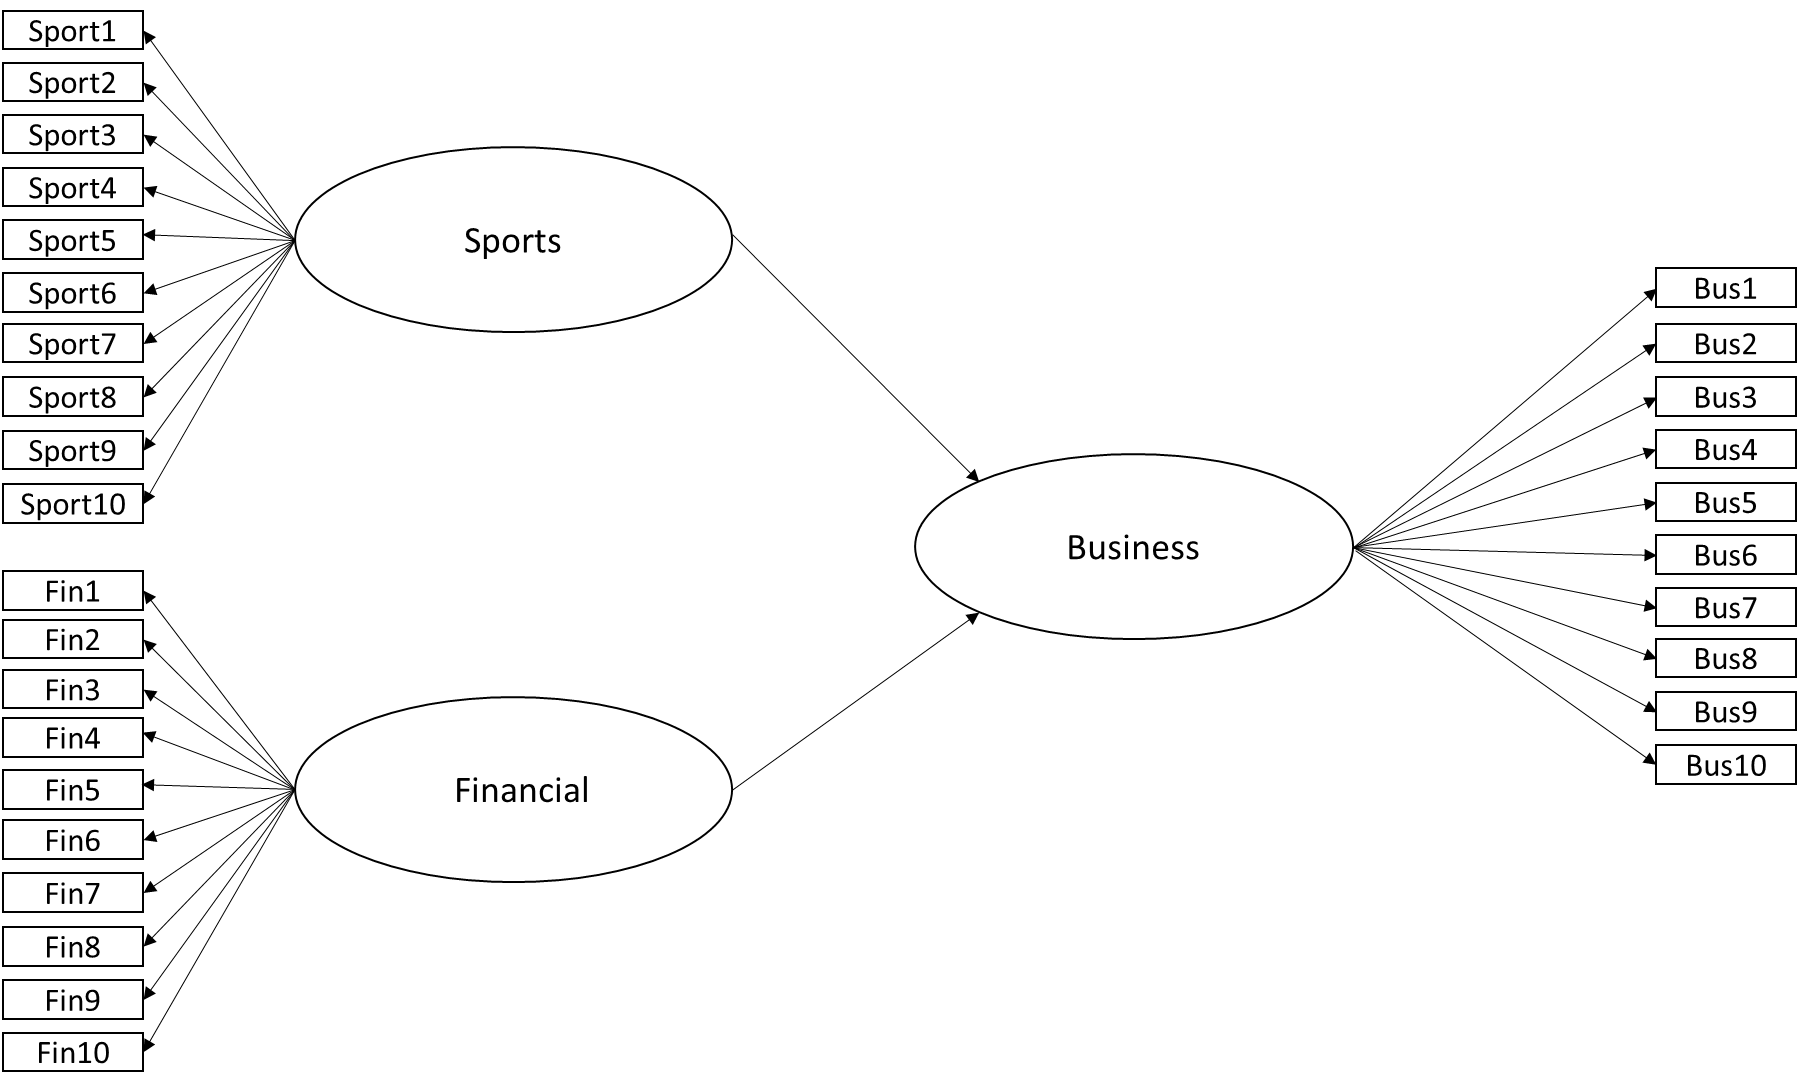 Sport1
Sport2
Sport3
Sport4
Sport5
Sport6
Sport7
Sport8
Sport9
Sport10
Sports
Fin1
Fin2
Fin3
Fin4
Fin5
Fin6
Fin7
Fin8
Fin9
Fin10
Financial
Business
Bus1
Bus2
Bus3
Bus4
Bus5
Bus6
Bus7
Bus8
Bus9
Bus10